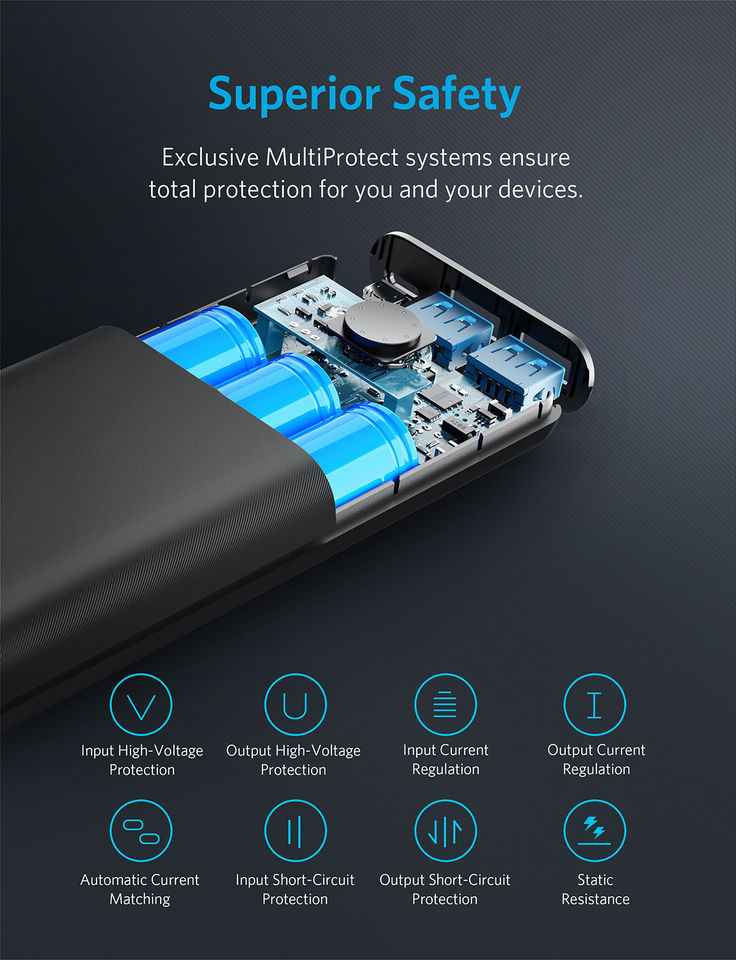 Superior Safety
Exclusive MultiProtect systems ensure
total protection for you and your devices.
Input High-Voltage
Protection
Output High-Voltage
Protection
Input Current
Regulation
Output Current
Regulation
Automatic Current
Matching
Input Short-Circuit
Protection
Output Short-Circuit
Protection
Static
Resistance